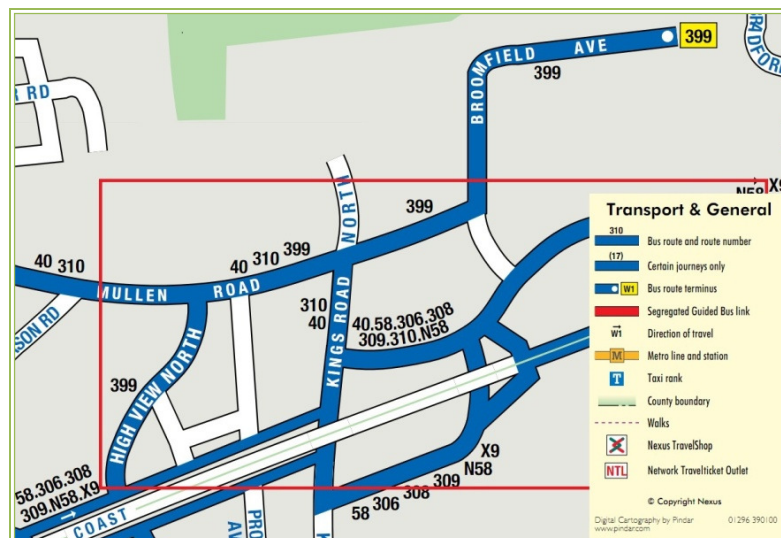 399
BROOMFIELD AVE
399
R RD
N58
X9
399
NORTH
40 310
40 310 399
MULLEN ROAD
310
40
KINGS ROAD
40.58.306.308
309.310.N58
SON RD
399
HIGH VIEW NORTH
X9
N58
309
308
306
58
58.306.308
309.N58.X9
COAST
PRO
AV
K
Transport & General
310
Bus route and route number
(17)
Certain journeys only
W1
Bus route terminus
Segregated Guided Bus link
W1
Direction of travel
M
Metro line and station
T
Taxi rank
County boundary
Walks
Nexus TravelShop
NTL
Network Travelticket Outlet
© Copyright Nexus
Digital Cartography by Pindar 01296 390100
www.pindar.com